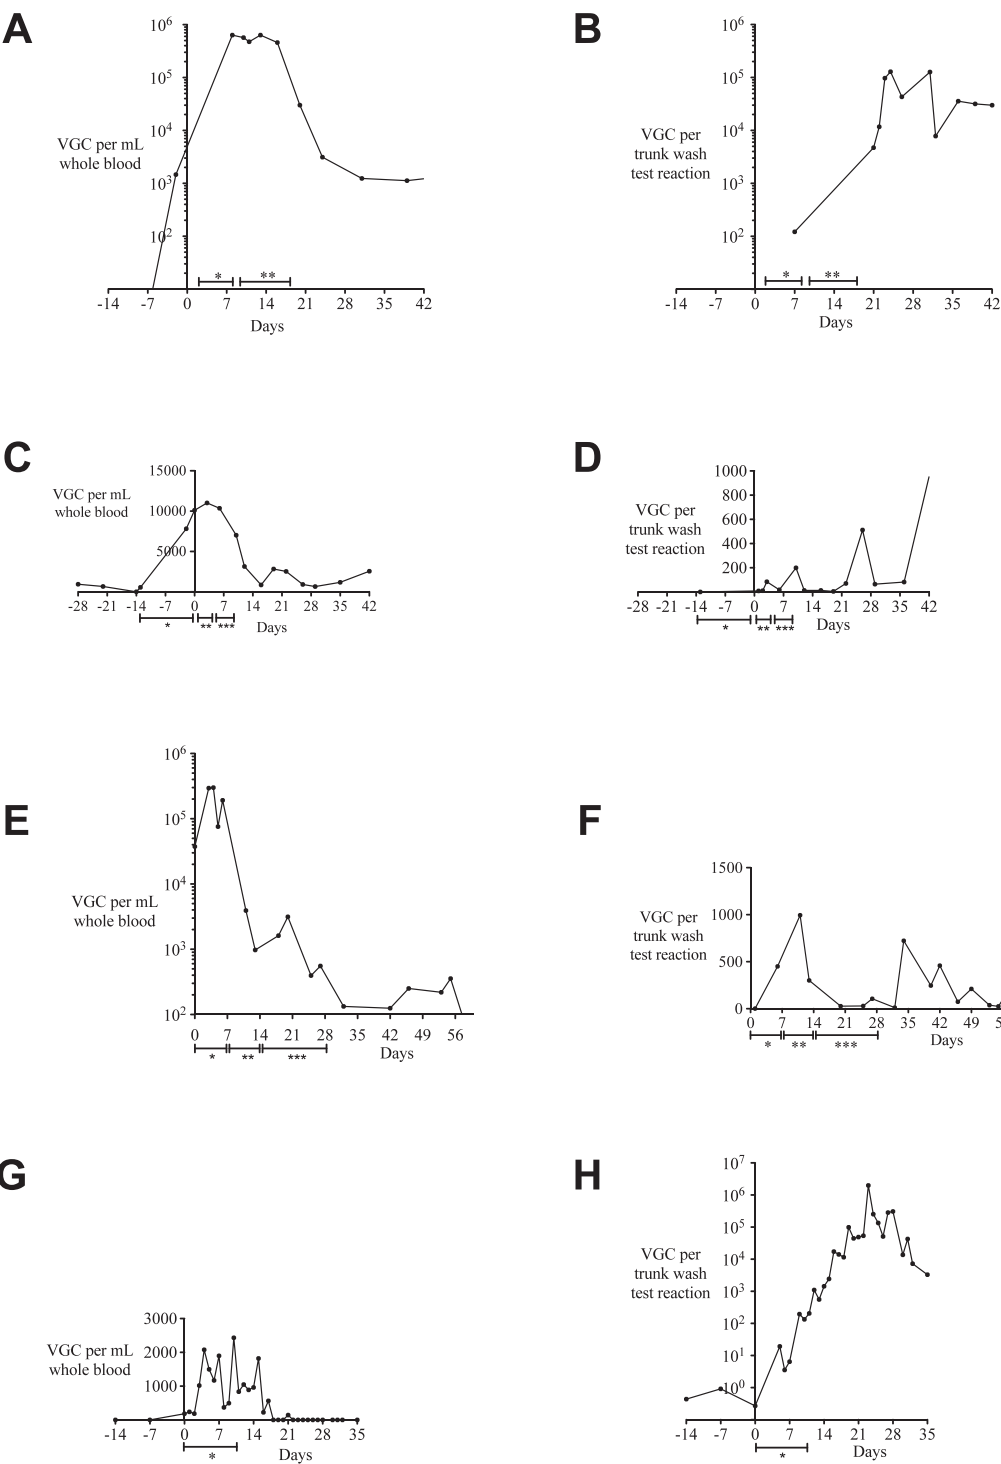 A
10^6
10^5
10^4
10^3
10^2
VGC per mL
whole blood
* **
-14 -7 0 7 14 21 28 35 42
Days
B
10^6
10^5
10^4
10^3
10^2
VGC per
trunk wash
test reaction
* **
-14 -7 0 7 14 21 28 35 42
Days
C
15000
10000
5000
VGC per mL
whole blood
-28 -21 -14 -7 0 7 14 21 28 35 42
* ** *** Days
D
1000
800
600
400
200
VGC per
trunk wash
test reaction
-28 -21 -14 -7 0 7 14 21 28 35 42
* ** *** Days
E
10^6
10^5
10^4
10^3
10^2
VGC per mL
whole blood
0 7 14 21 28 35 42 49 56
* ** *** Days
F
1500
1000
500
0
VGC per
trunk wash
test reaction
0 7 14 21 28 35 42 49
* ** *** Days
G
3000
2000
1000
VGC per mL
whole blood
-14 -7 0 7 14 21 28 35
* Days
H
10^7
10^6
10^5
10^4
10^3
10^2
10^1
10^0
VGC per
trunk wash
test reaction
-14 -7 0 7 14 21 28 35
* Days